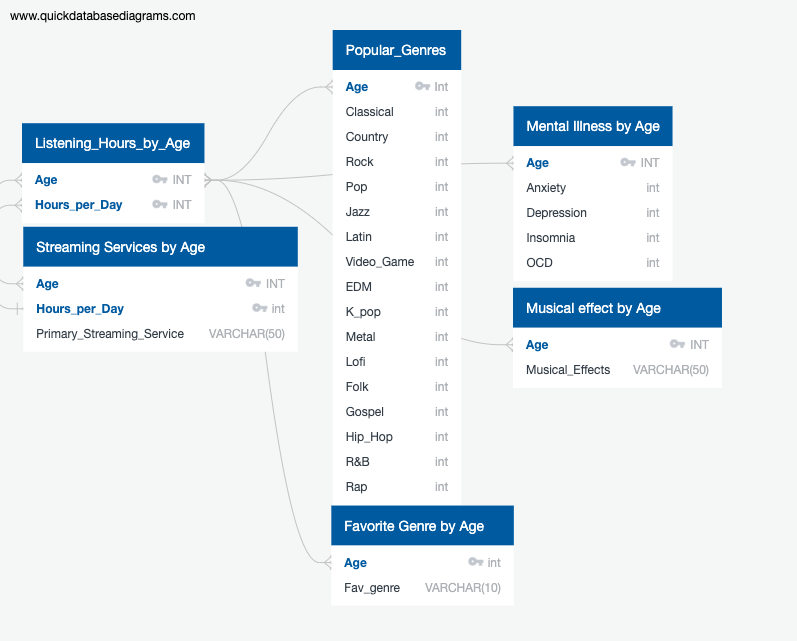 www.quickdatabasediagrams.com
Listening_Hours_by_Age
Age INT
Hours_per_Day INT
Streaming Services by Age
Age INT
Hours_per_Day int
Primary_Streaming_Service VARCHAR(50)
Popular_Genres
Age Int
Classical int
Country int
Rock int
Pop int
Jazz int
Latin int
Video_Game int
EDM int
K_pop int
Metal int
Lofi int
Folk int
Gospel int
Hip_Hop int
R&B int
Rap int
Favorite Genre by Age
Age int
Fav_genre VARCHAR(10)
Mental Illness by Age
Age INT
Anxiety int
Depression int
Insomnia int
OCD int
Musical effect by Age
Age INT
Musical_Effects VARCHAR(50)